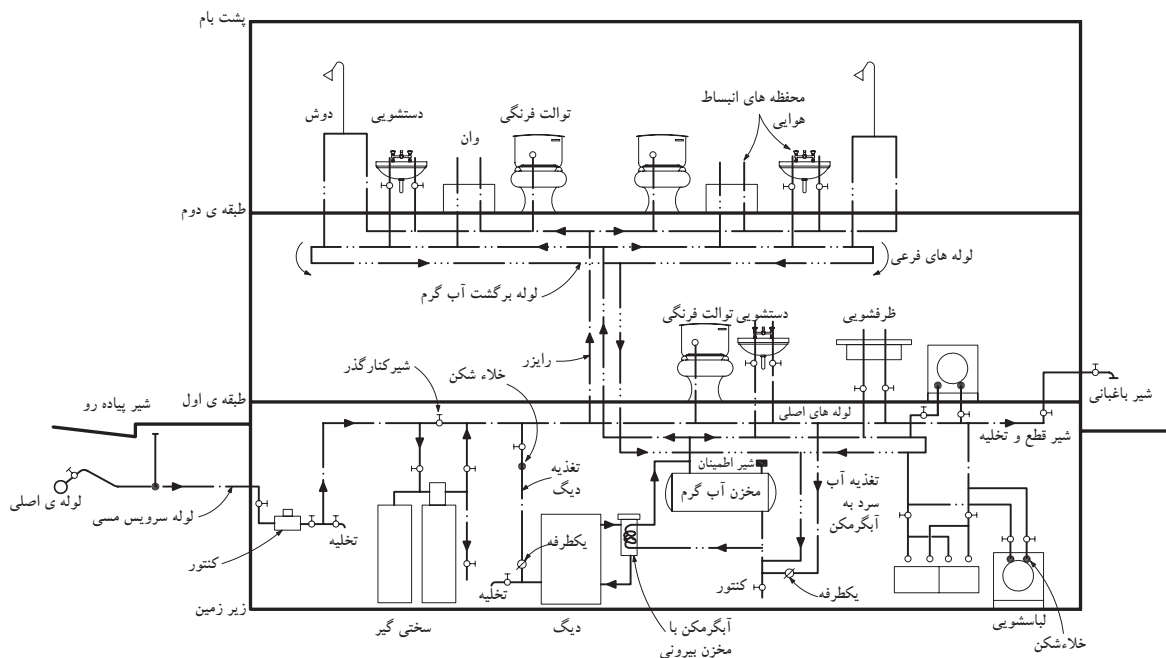 پشت بام
محفظه های انبساط
هوایی
توالت فرنگی
دستشویی
دوش
وان
طبقه ی دوم
لوله های فرعی
لوله برگشت آب گرم
ظرفشویی
دستشویی
توالت فرنگی
رایزر
شیرکنارگذر
خلاء شکن
شیر باغبانی
طبقه ی اول
شیر پیاده رو
لوله های اصلی
شیر قطع و تخلیه
شیر اطمینان
تغذیه
دیگ
مخزن آب گرم
تغذیه آب
سرد به
آبگرمکن
لوله ی اصلی
لوله سرویس مسی
تخلیه
کنتور
یکطرفه
تخلیه
کنتور
یکطرفه
زیر زمین
سختی گیر
دیگ
آبگرمکن با
مخزن بیرونی
لباسشویی
خلاءشکن